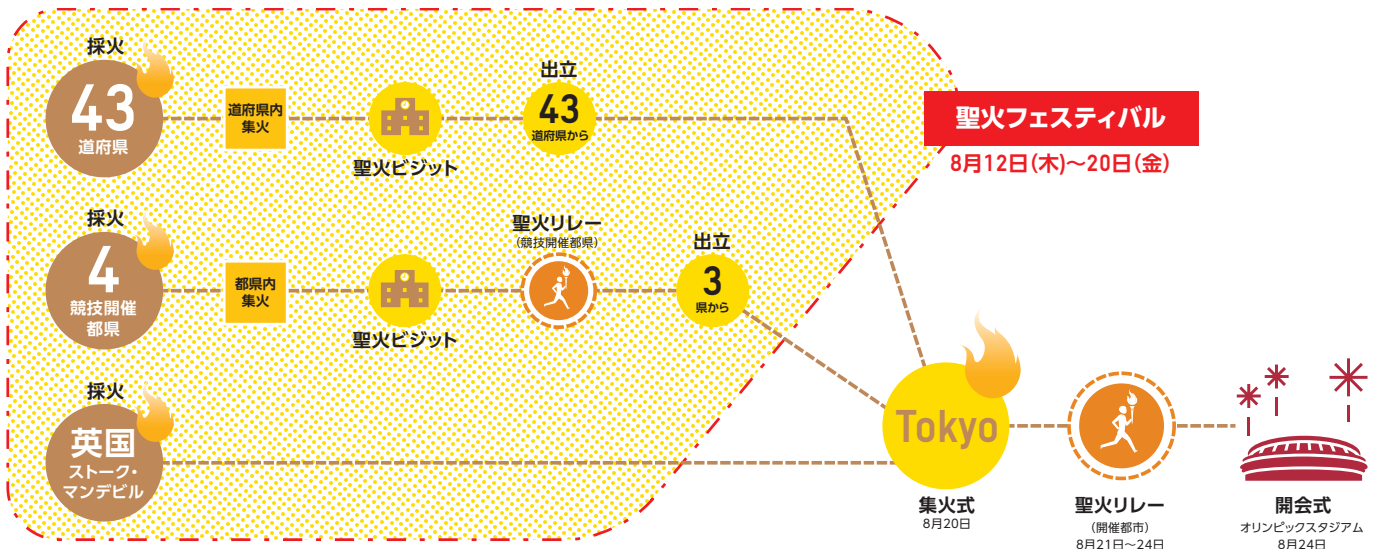 採火
43
道府県
道府県内
集火
聖火ビジット
出立
43
道府県から
聖火フェスティバル
8月12日(木)〜20日(金)
採火
4
競技開催
都県
都県内
集火
聖火ビジット
聖火リレー
(競技開催都県)
出立
3
県から
採火
英国
ストーク・
マンデビル
Tokyo
集火式
8月20日
聖火リレー
(開催都市)
8月21日〜24日
開会式
オリンピックスタジアム
8月24日